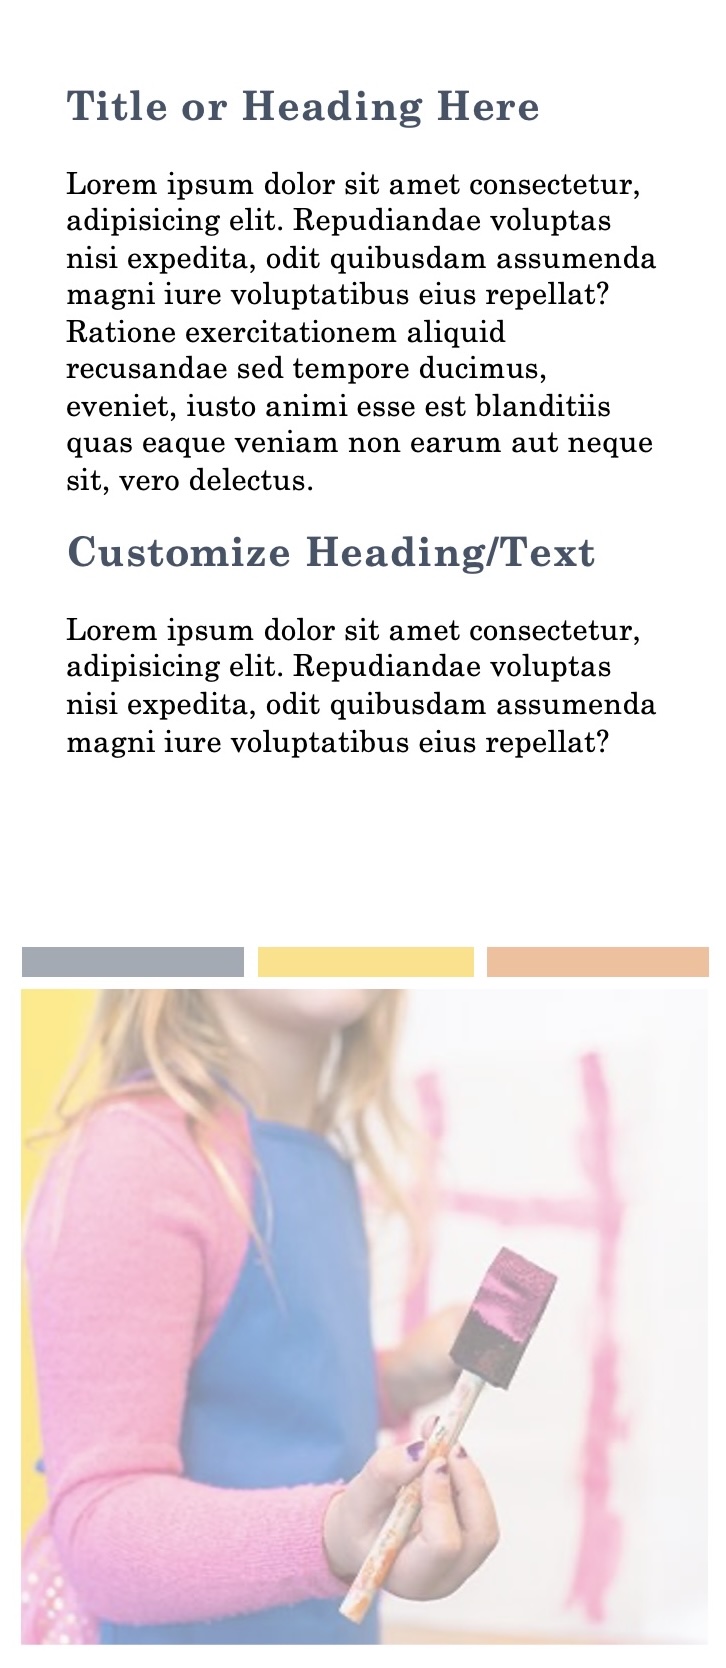 Title or Heading Here
Lorem ipsum dolor sit amet consectetur,
adipisicing elit. Repudiandae voluptas
nisi expedita, odit quibusdam assumenda
magni iure voluptatibus eius repellat?
Ratione exercitationem aliquid
recusandae sed tempore ducimus,
eveniet, iusto animi esse est blanditiis
quas eaque veniam non earum aut neque
sit, vero delectus.
Customize Heading/Text
Lorem ipsum dolor sit amet consectetur,
adipisicing elit. Repudiandae voluptas
nisi expedita, odit quibusdam assumenda
magni iure voluptatibus eius repellat?